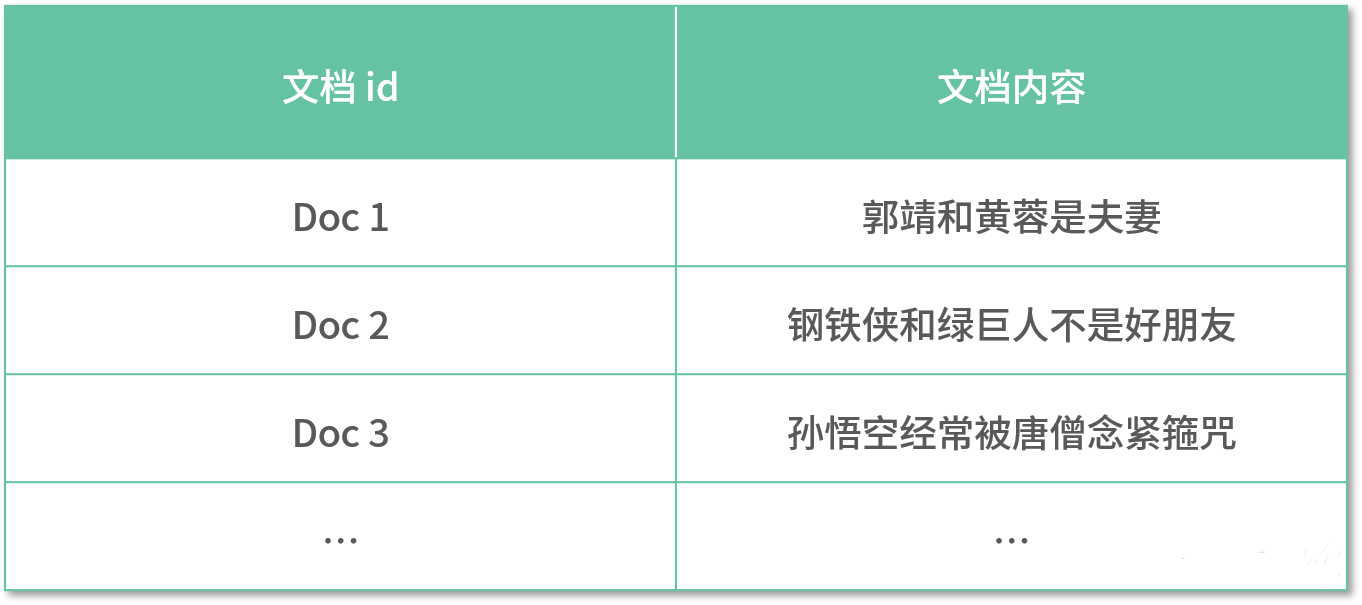 文档 id 文档内容
Doc 1 郭靖和黄蓉是夫妻
Doc 2 钢铁侠和绿巨人不是好朋友
Doc 3 孙悟空经常被唐僧念紧箍咒
... ...